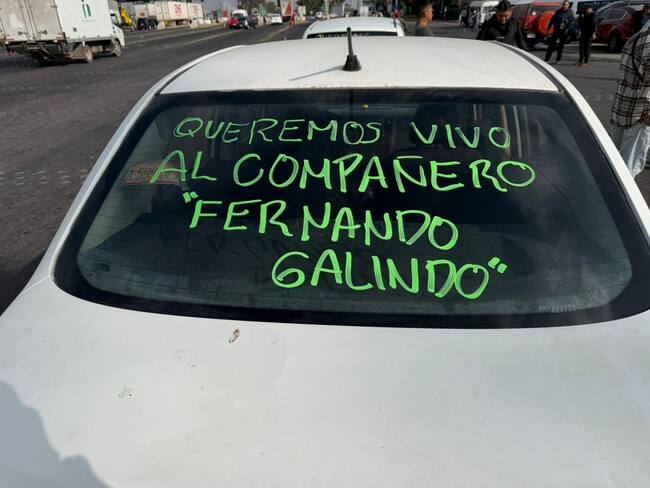 QUEREMOS VIVO
AL COMPAÑERO
"FERNANDO
GALINDO"